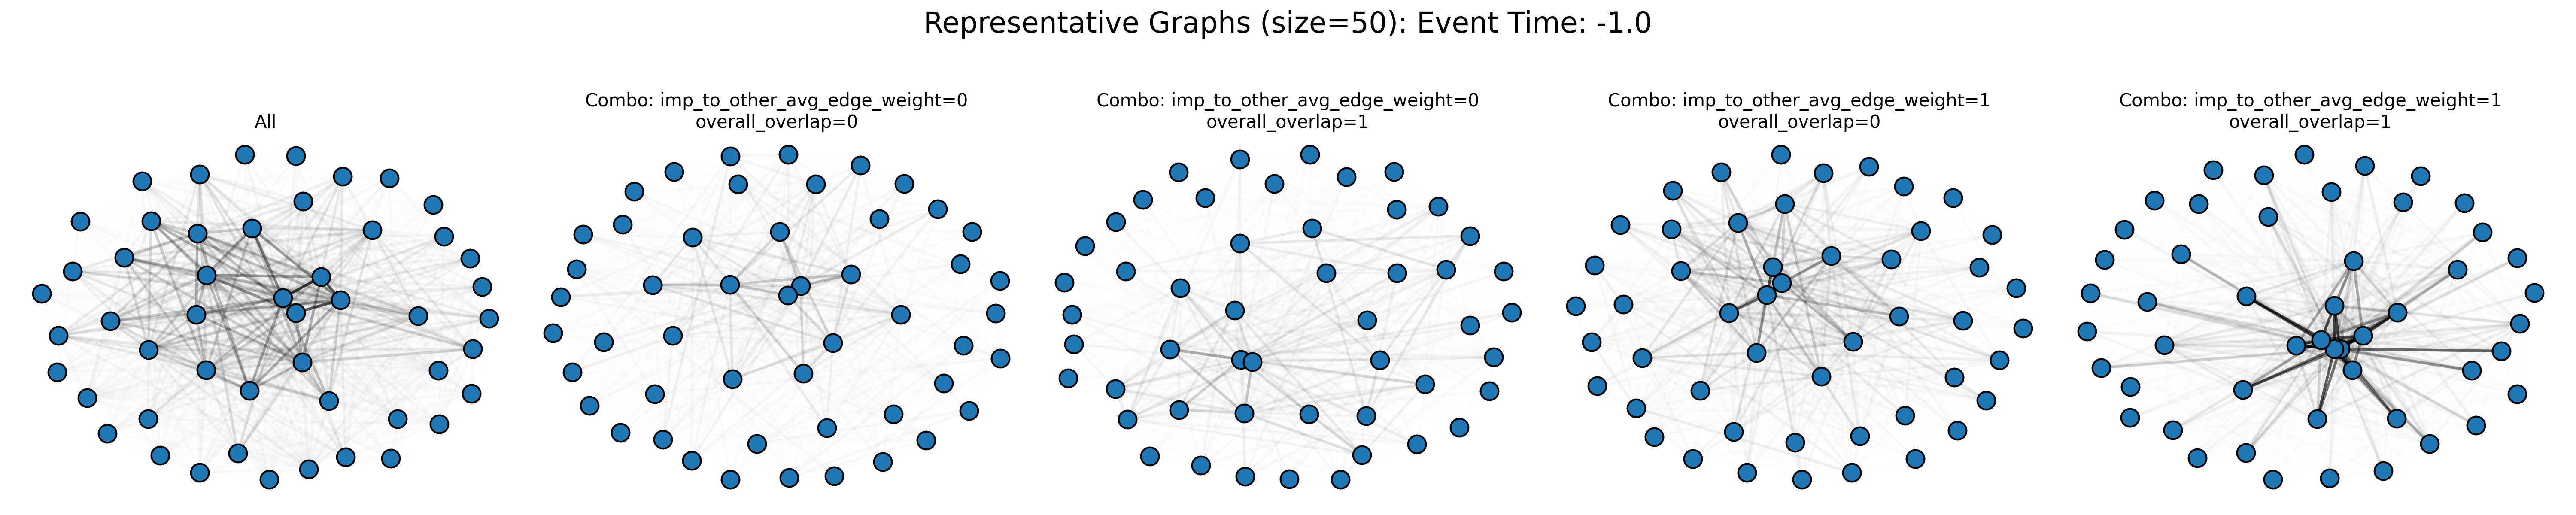 Representative Graphs (size=50): Event Time: -1.0
All
Combo: imp_to_other_avg_edge_weight=0
overall_overlap=0
Combo: imp_to_other_avg_edge_weight=0
overall_overlap=1
Combo: imp_to_other_avg_edge_weight=1
overall_overlap=0
Combo: imp_to_other_avg_edge_weight=1
overall_overlap=1